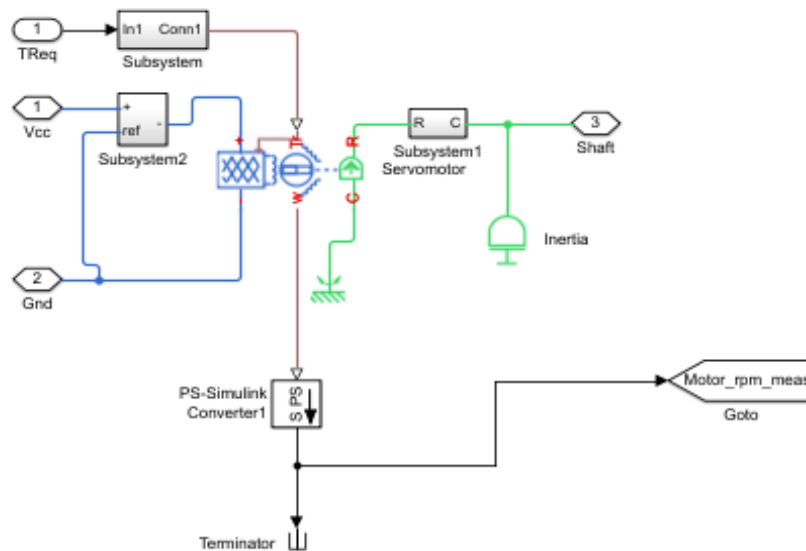 1
TReq
In1 Conn1
Subsystem
1
Vcc
+
ref
-
Subsystem2
+
-
Tr
W
R
C
R C
Subsystem1
Servomotor
3
Shaft
Inertia
2
Gnd
PS-Simulink
Converter1
S PS
Motor_rpm_meas
Goto
Terminator